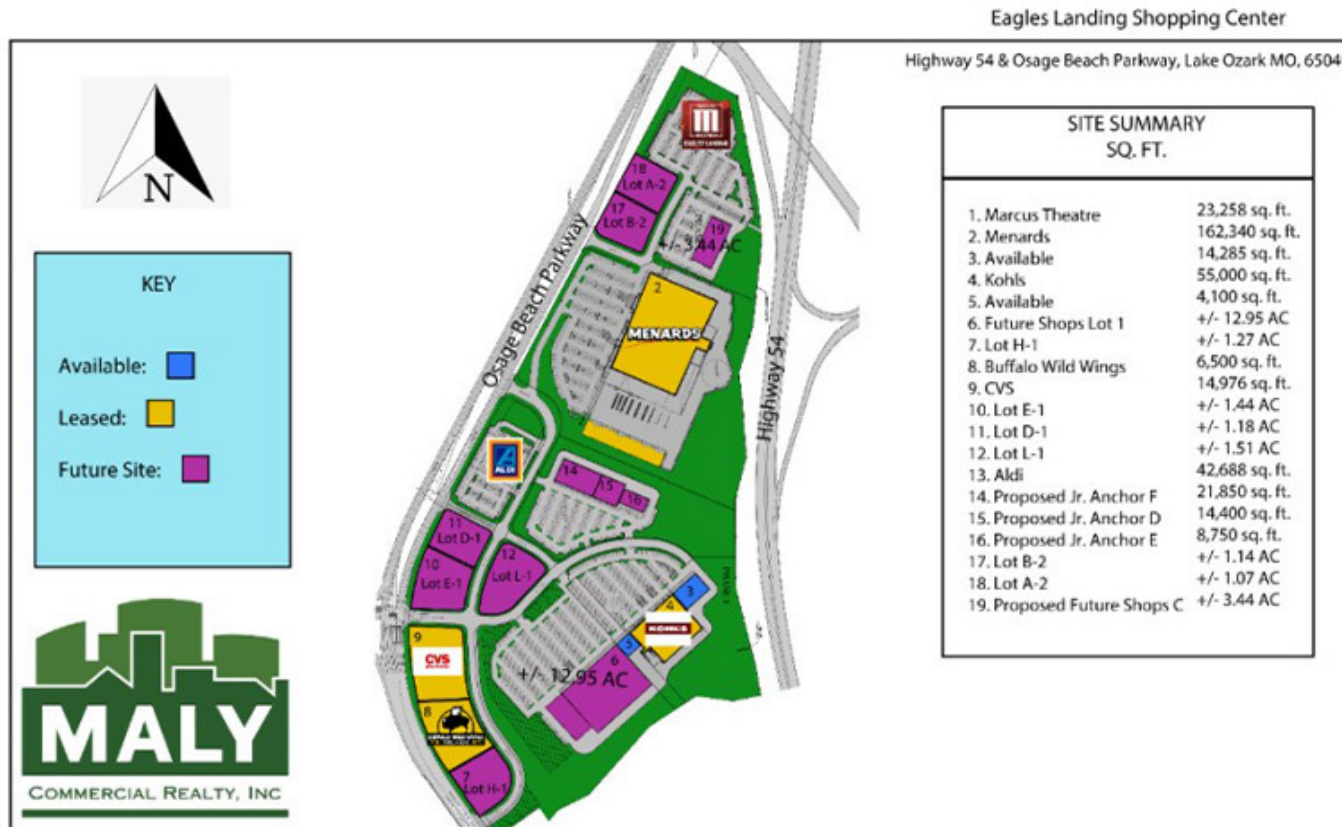 Eagles Landing Shopping Center
Highway 54 & Osage Beach Parkway, Lake Ozark MO, 6504
N
KEY
Available:
Leased:
Future Site:
MALY
COMMERCIAL REALTY, INC
SITE SUMMARY
SQ. FT.
1. Marcus Theatre 23,258 sq. ft.
2. Menards 162,340 sq. ft.
3. Available 14,285 sq. ft.
4. Kohls 55,000 sq. ft.
5. Available 4,100 sq. ft.
6. Future Shops Lot 1 +/- 12.95 AC
7. Lot H-1 +/- 1.27 AC
8. Buffalo Wild Wings 6,500 sq. ft.
9. CVS 14,976 sq. ft.
10. Lot E-1 +/- 1.44 AC
11. Lot D-1 +/- 1.18 AC
12. Lot L-1 +/- 1.51 AC
13. Aldi 42,688 sq. ft.
14. Proposed Jr. Anchor F 21,850 sq. ft.
15. Proposed Jr. Anchor D 14,400 sq. ft.
16. Proposed Jr. Anchor E 8,750 sq. ft.
17. Lot B-2 +/- 1.14 AC
18. Lot A-2 +/- 1.07 AC
19. Proposed Future Shops C +/- 3.44 AC
Osage Beach Parkway
Highway 54
18
Lot A-2
17
Lot B-2
19
+/- 3.44 AC
2
MENARDS
ALDI
14
15
16
11
Lot D-1
10
Lot E-1
12
Lot L-1
3
4
KOHL'S
5
6
+/- 12.95 AC
9
CVS
8
7
Lot H-1